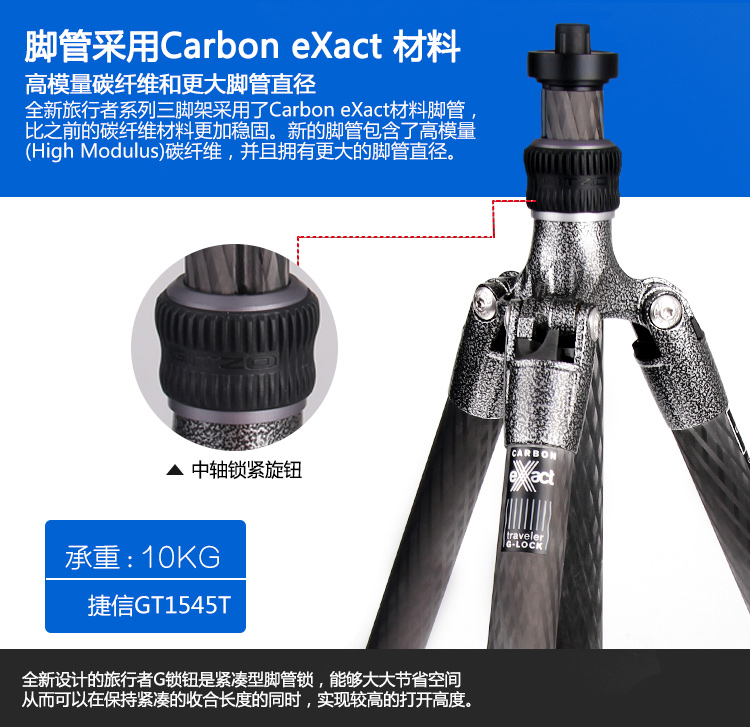 脚管采用Carbon eXact 材料
高模量碳纤维和更大脚管直径
全新旅行者系列三脚架采用了Carbon eXact材料脚管，
比之前的碳纤维材料更加稳固。新的脚管包含了高模量
(High Modulus)碳纤维，并且拥有更大的脚管直径。
▲ 中轴锁紧旋钮
CARBON
eXact
traveler
G-LOCK
承重：10KG
捷信GT1545T
全新设计的旅行者G锁钮是紧凑型脚管锁，能够大大节省空间
从而可以在保持紧凑的收合长度的同时，实现较高的打开高度。